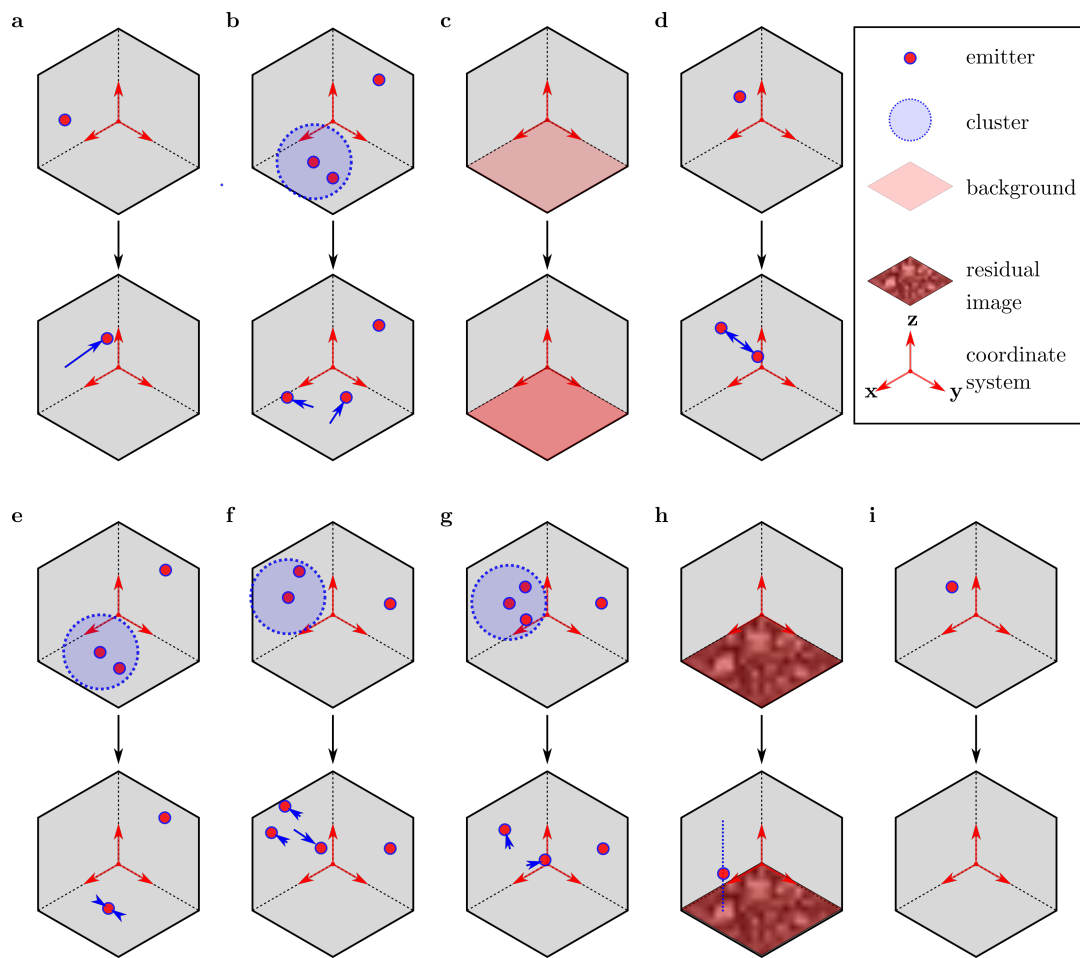 a b c d
emitter
cluster
background
residual
image
z
coordinate
system
x y
e f g h i